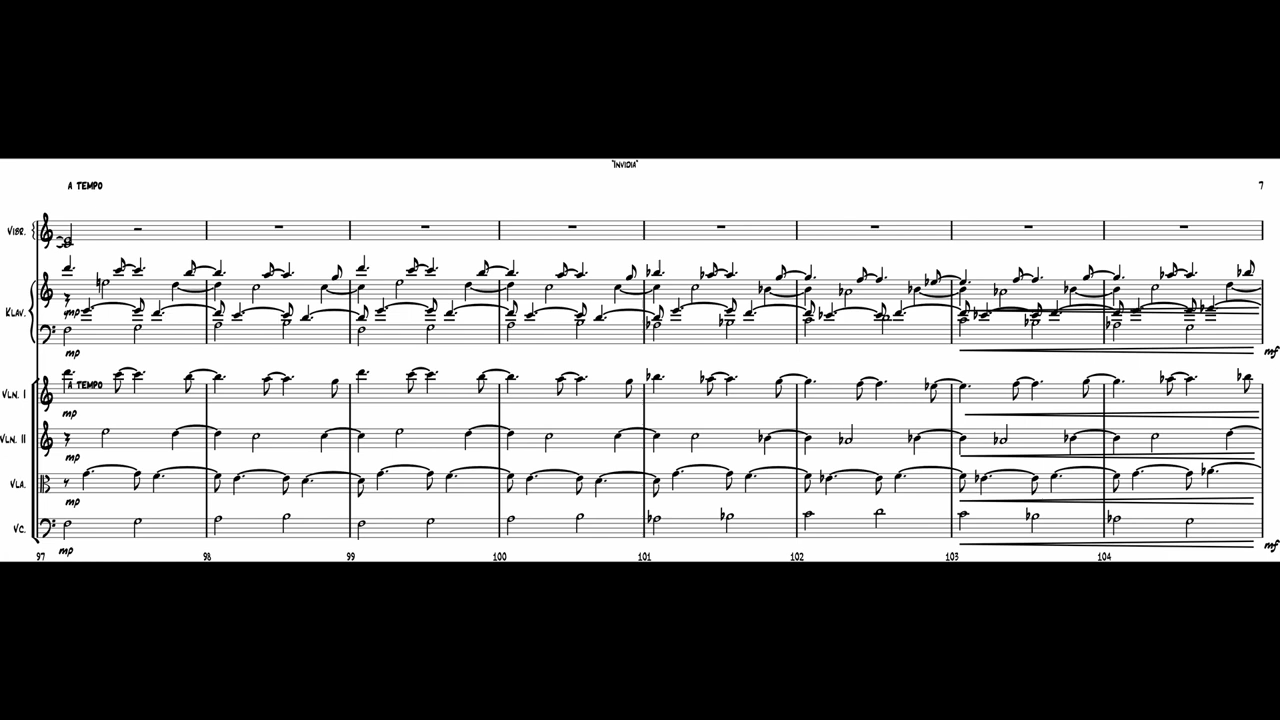 "INVIDIA"
A TEMPO 7
VIBR.
KLAV. mp
mp mf
A TEMPO
VLN. I
mp
VLN. II
mp
VLA.
mp
VC.
mp mf
97 98 99 100 101 102 103 104